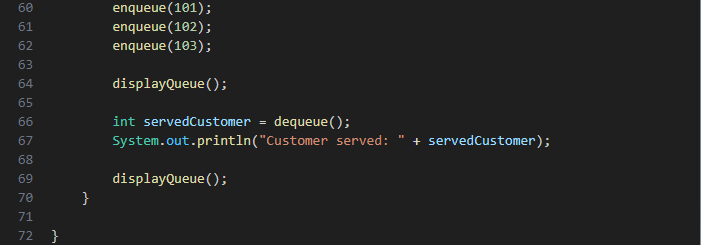 60 enqueue(101);
61 enqueue(102);
62 enqueue(103);
63
64 displayQueue();
65
66 int servedCustomer = dequeue();
67 System.out.println("Customer served: " + servedCustomer);
68
69 displayQueue();
70 }
71
72 }